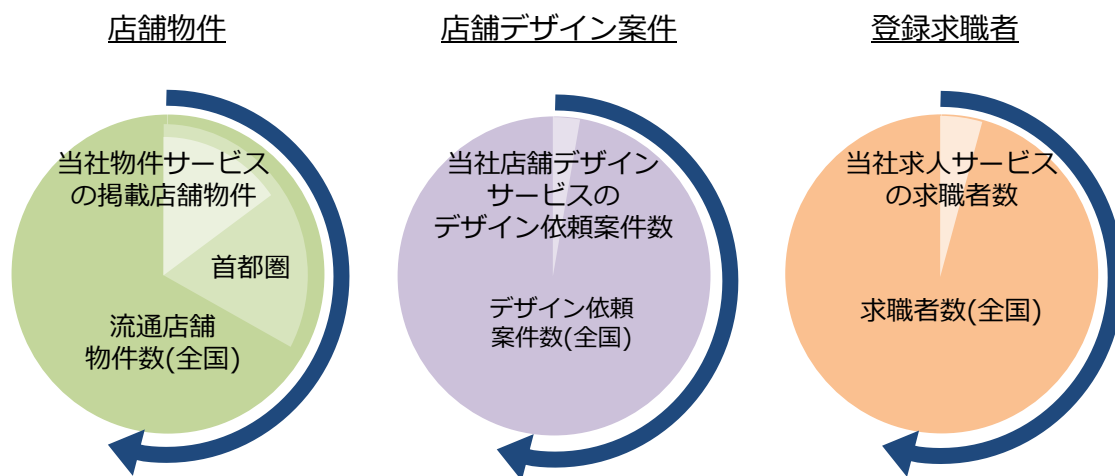 店舗物件
当社物件サービス
の掲載店舗物件
首都圏
流通店舗
物件数(全国)
店舗デザイン案件
当社店舗デザイン
サービスの
デザイン依頼案件数
デザイン依頼
案件数(全国)
登録求職者
当社求人サービス
の求職者数
求職者数(全国)